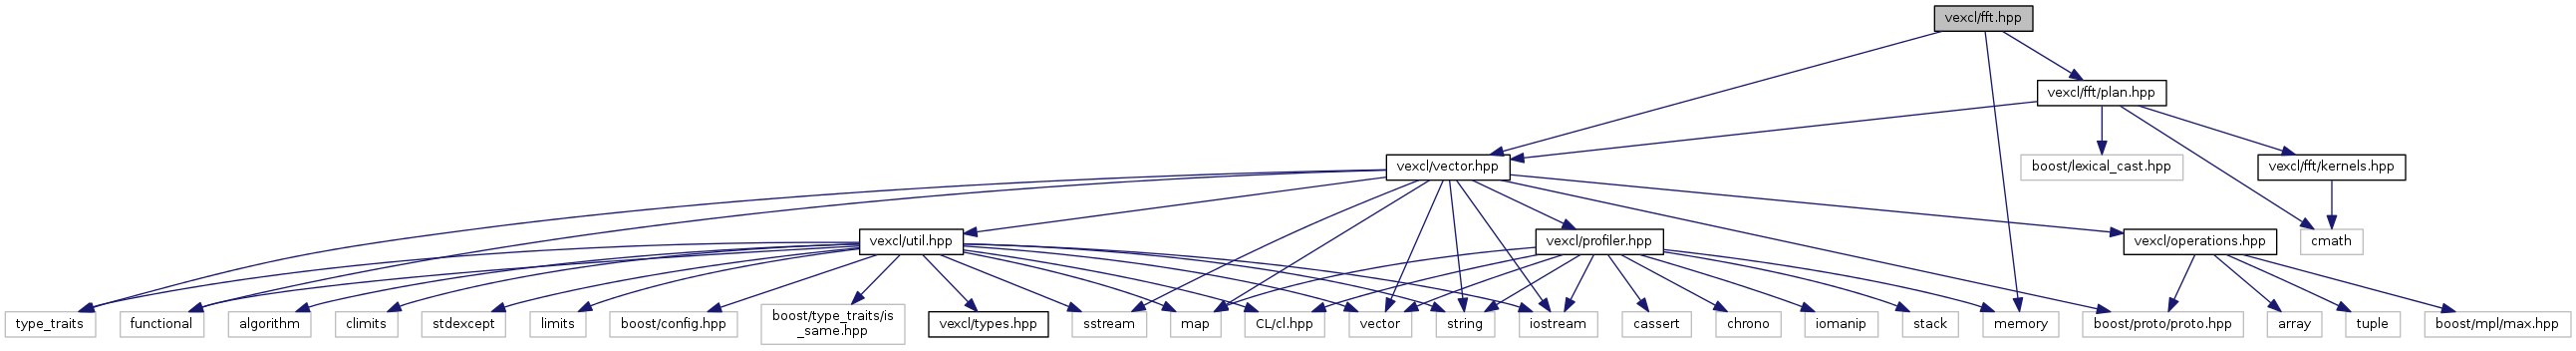 vexcl/fft.hpp
vexcl/fft/plan.hpp
vexcl/vector.hpp
boost/lexical_cast.hpp
vexcl/fft/kernels.hpp
vexcl/util.hpp
vexcl/profiler.hpp
vexcl/operations.hpp
cmath
type_traits
functional
algorithm
climits
stdexcept
limits
boost/config.hpp
boost/type_traits/is
_same.hpp
vexcl/types.hpp
sstream
map
CL/cl.hpp
vector
string
iostream
cassert
chrono
iomanip
stack
memory
boost/proto/proto.hpp
array
tuple
boost/mpl/max.hpp